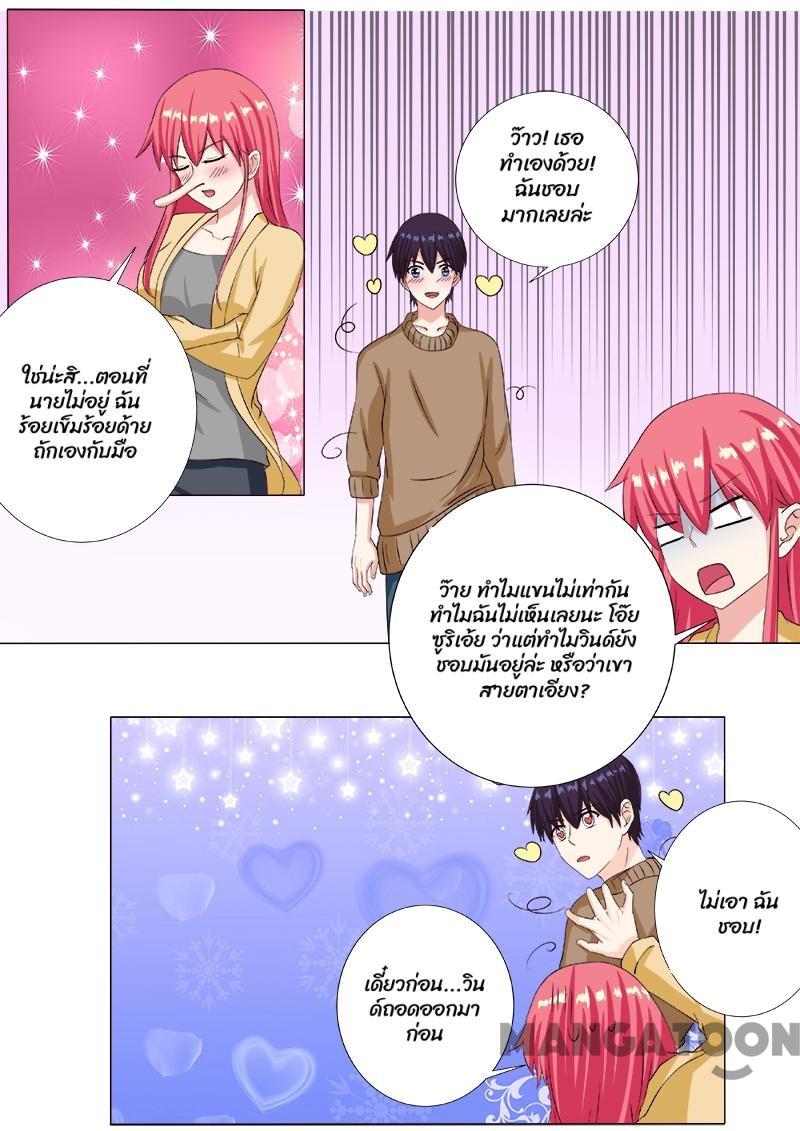 ว๊าว! เธอ
ทำเองด้วย!
ฉันชอบ
มากเลยล่ะ
ใช่น่ะสิ...ตอนที่
นายไม่อยู่ ฉัน
ร้อยเข็มร้อยด้าย
ถักเองกับมือ
ว๊าย ทำไมแขนไม่เท่ากัน
ทำไมฉันไม่เห็นเลยนะ โอ๊ย
ซูริเอ้ย ว่าแต่ทำไมวินด์ยัง
ชอบมันอยู่ล่ะ หรือว่าเขา
สายตาเอียง?
ไม่เอา ฉัน
ชอบ!
เดี๋ยวก่อน...วิน
ด์ถอดออกมา
ก่อน
MANGATOON